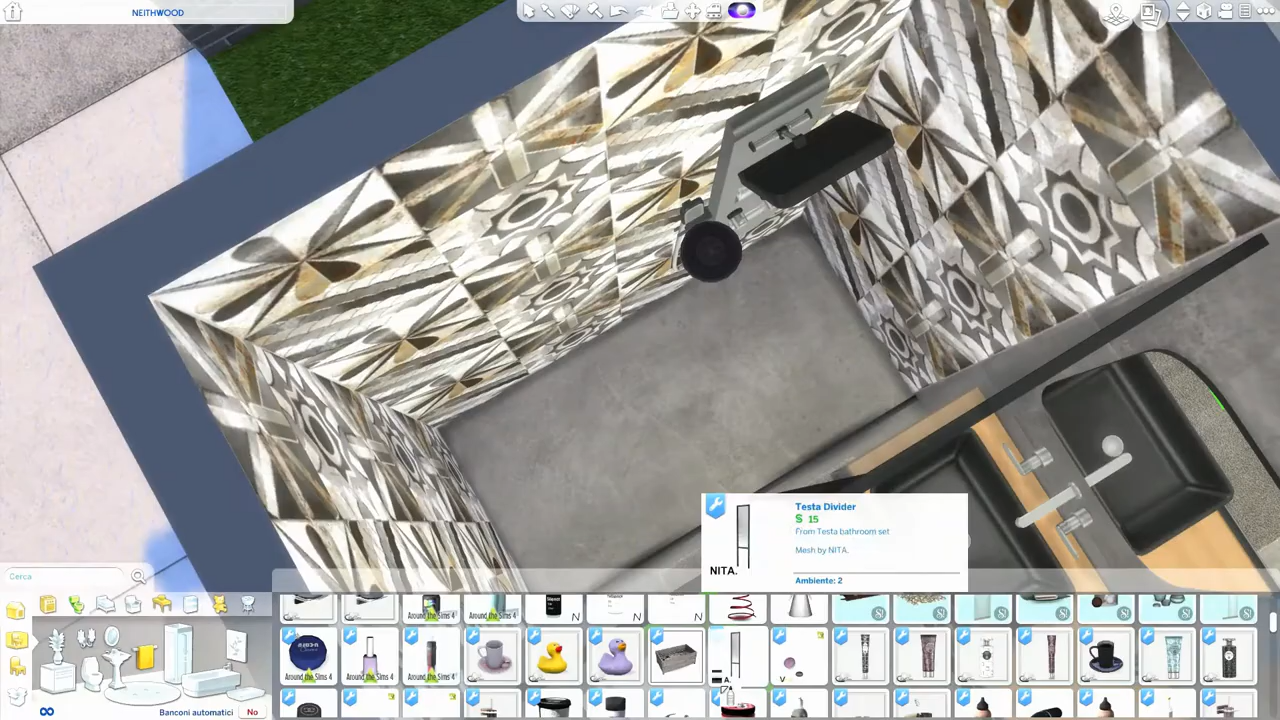 NEITHWOOD
Testa Divider
$ 15
From Testa bathroom set
Mesh by NITA.
NITA.
Ambiente: 2
Cerca
Around the Sims 4
Around the Sims 4
N
N
N
Around the Sims 4
Around the Sims 4
Around the Sims 4
Banconi automatici
No